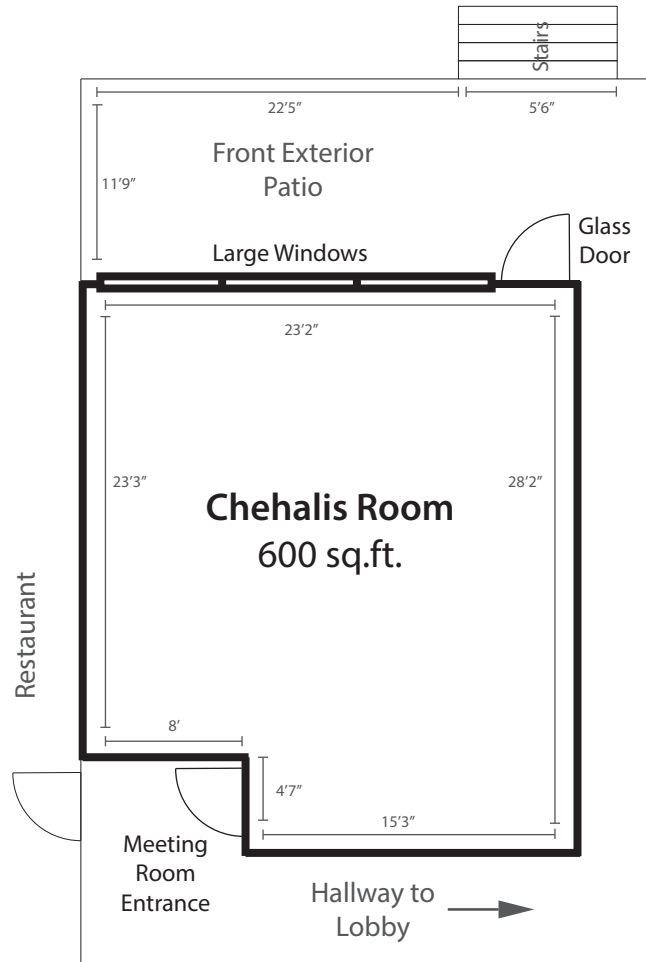 Stairs
22’5”
5’6”
Front Exterior
Patio
11’9”
Glass
Door
Large Windows
23’2”
23’3”
28’2”
Chehalis Room
600 sq.ft.
Restaurant
8’
4’7”
15’3”
Meeting
Room
Entrance
Hallway to
Lobby